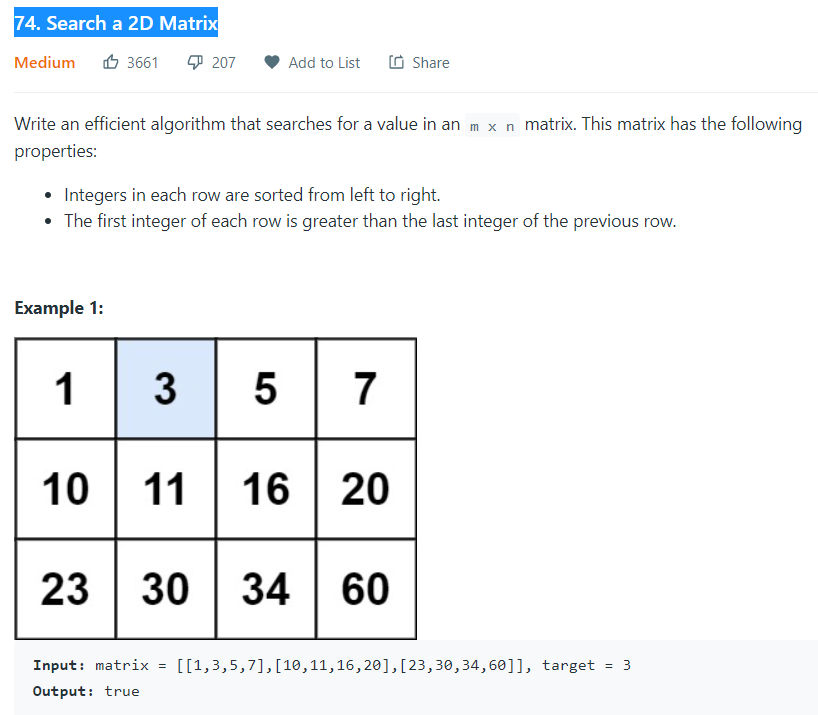 74. Search a 2D Matrix
Medium 3661 207 Add to List Share
Write an efficient algorithm that searches for a value in an m x n matrix. This matrix has the following
properties:
• Integers in each row are sorted from left to right.
• The first integer of each row is greater than the last integer of the previous row.
Example 1:
1 3 5 7
10 11 16 20
23 30 34 60
Input: matrix = [[1,3,5,7],[10,11,16,20],[23,30,34,60]], target = 3
Output: true